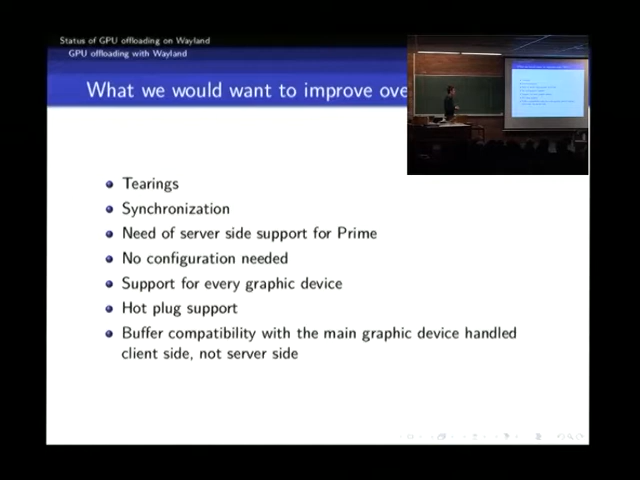 Status of GPU offloading on Wayland
GPU offloading with Wayland
What we would want to improve ove
Tearings
Synchronization
Need of server side support for Prime
No configuration needed
Support for every graphic device
Hot plug support
Buffer compatibility with the main graphic device handled
client side, not server side